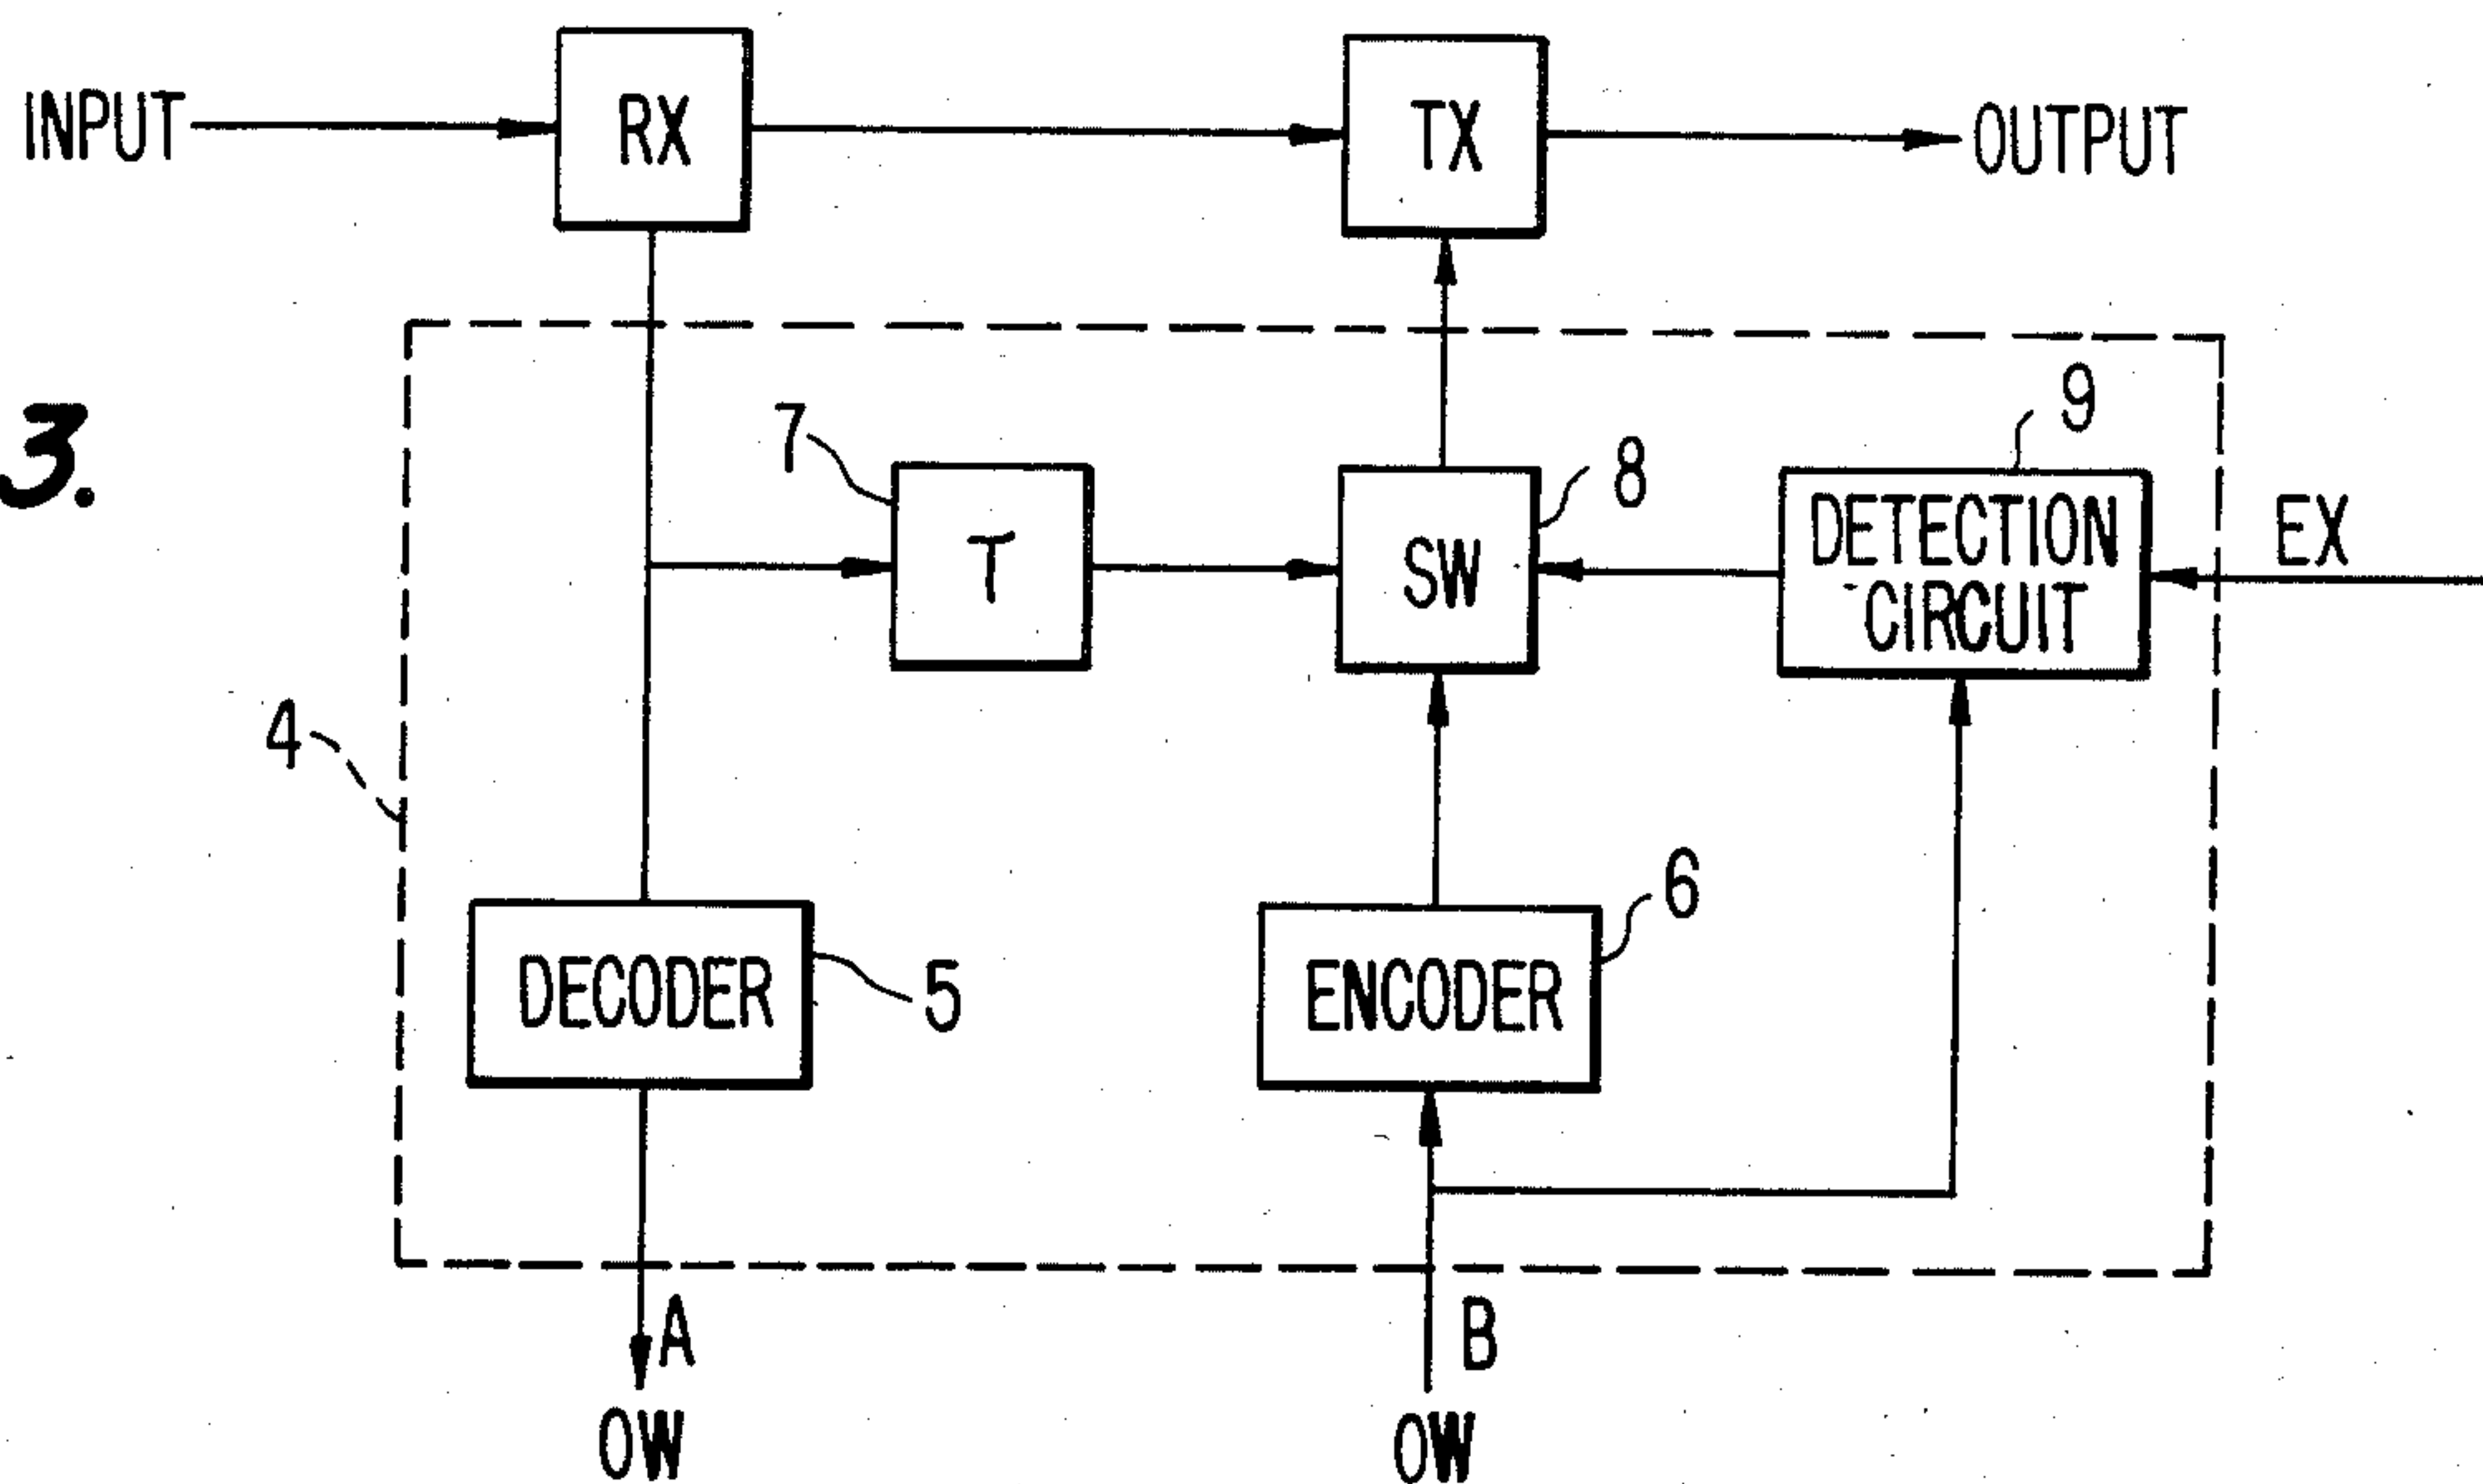 INPUT
RX
TX
OUTPUT
3.
7
T
SW
8
9
DETECTION
CIRCUIT
EX
4
DECODER
5
ENCODER
6
A
OW
B
OW